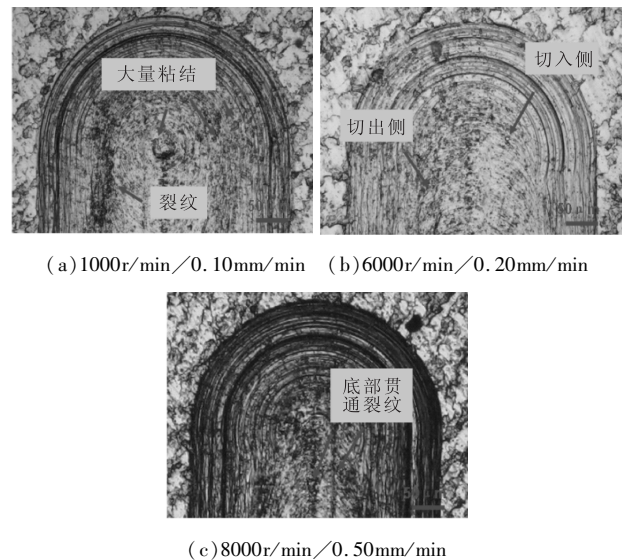 大量粘结
裂纹
切入侧
切出侧
(a)1000r/min/0.10mm/min (b)6000r/min/0.20mm/min
底部贯
通裂纹
(c)8000r/min/0.50mm/min